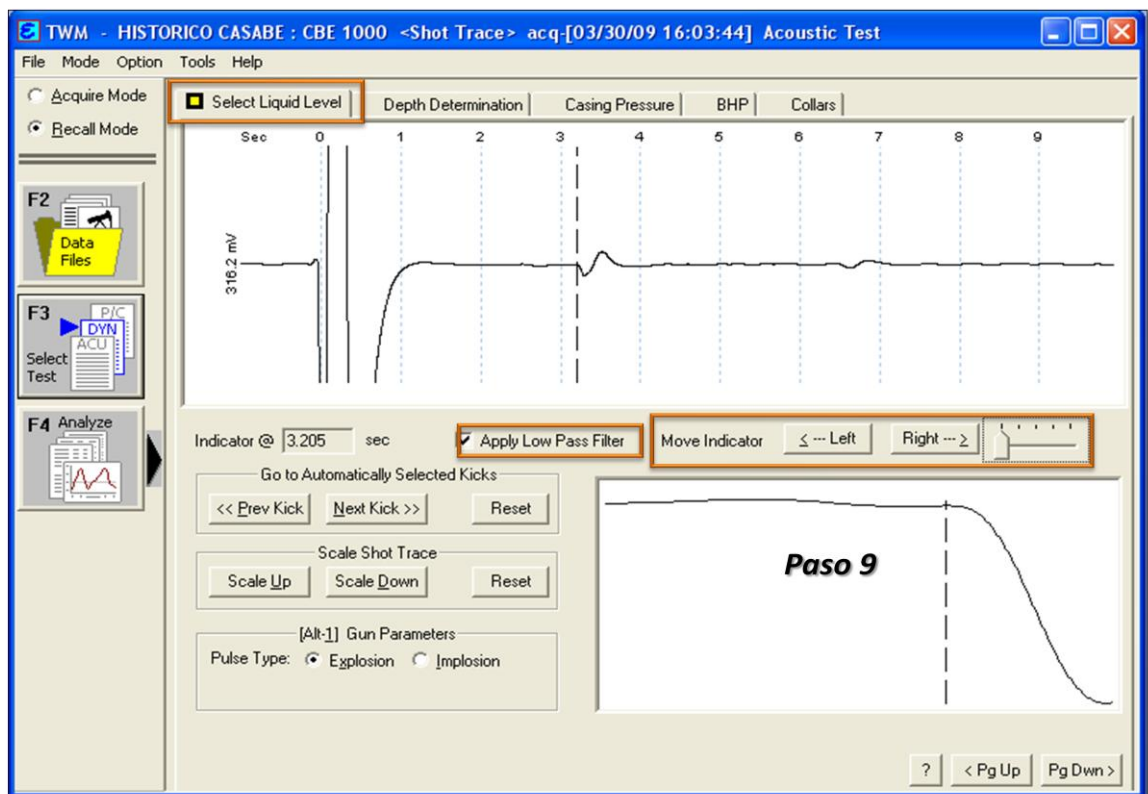 TWM - HISTORICO CASABE : CBE 1000 <Shot Trace> acq-[03/30/09 16:03:44] Acoustic Test
File Mode Option Tools Help
Acquire Mode
Recall Mode
F2
Data
Files
F3
P/C
DYN
ACU
Select
Test
F4 Analyze
Select Liquid Level
Depth Determination
Casing Pressure
BHP
Collars
Sec 0 1 2 3 4 5 6 7 8 9
316.2 mV
Indicator @ 3.205 sec
Apply Low Pass Filter
Move Indicator < --- Left Right --- >
Go to Automatically Selected Kicks
<< Prev Kick Next Kick >> Reset
Scale Shot Trace
Scale Up Scale Down Reset
[Alt-1] Gun Parameters
Pulse Type: Explosion Implosion
Paso 9
? < Pg Up Pg Dwn >